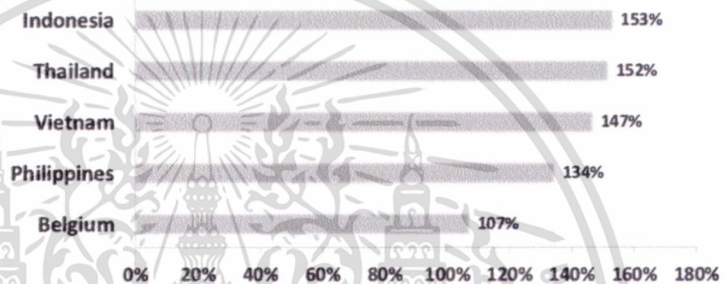 Indonesia 153%
Thailand 152%
Vietnam 147%
Philippines 134%
Belgium 107%
0% 20% 40% 60% 80% 100% 120% 140% 160% 180%